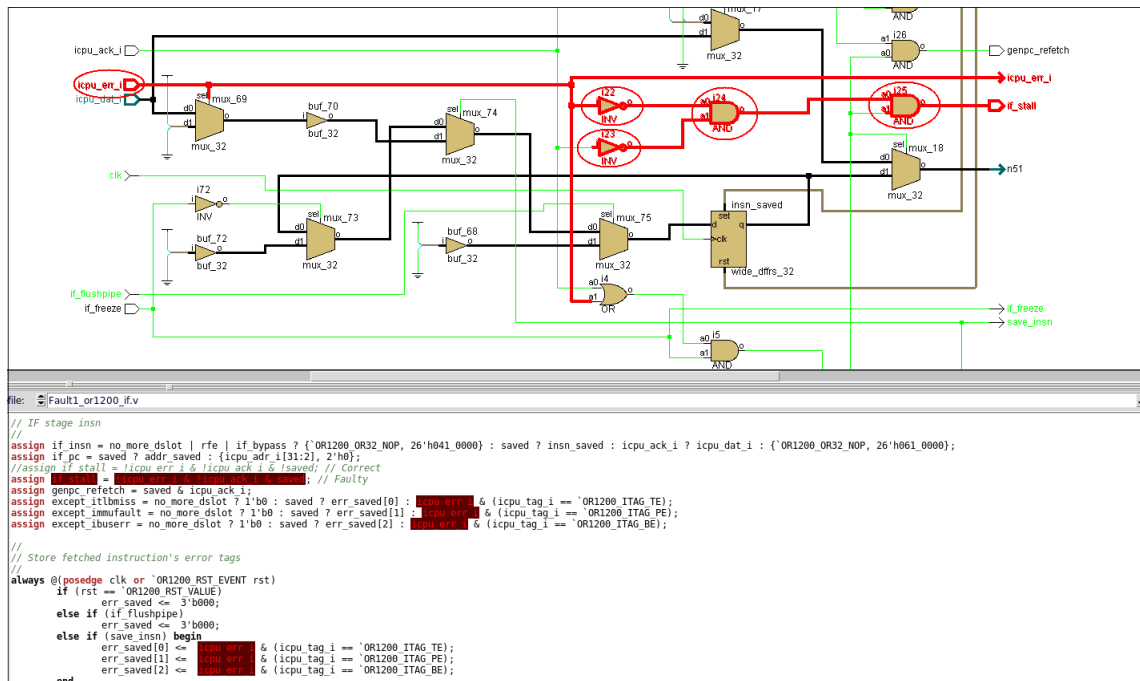 mux_17
d0
d1
o
mux_32
AND
i26
a1
a0
o
AND
genpc_refetch
icpu_ack_i
icpu_err_i
icpu_err_i
icpu_dat_i
sel
mux_69
d0
d1
o
mux_32
buf_70
i
o
buf_32
sel
mux_74
d0
d1
o
mux_32
i22
o
INV
i23
o
INV
i24
a0
a1
o
AND
i25
a0
a1
o
AND
if_stall
sel
mux_18
d0
d1
o
mux_32
n51
clk
i72
i
o
INV
sel
mux_73
d0
d1
o
mux_32
buf_72
i
o
buf_32
buf_68
i
o
buf_32
sel
mux_75
d0
d1
o
mux_32
insn_saved
set
d
q
>clk
rst
wide_dffrs_32
if_flushpipe
if_freeze
i4
a0
a1
o
OR
if_freeze
save_insn
i5
a0
a1
o
AND
file: Fault1_or1200_if.v
// IF stage insn
//
assign if_insn = no_more_dslot | rfe | if_bypass ? {`OR1200_OR32_NOP, 26'h041_0000} : saved ? insn_saved : icpu_ack_i ? icpu_dat_i : {`OR1200_OR32_NOP, 26'h061_0000};
assign if_pc = saved ? addr_saved : {icpu_adr_i[31:2], 2'h0};
//assign if_stall = !icpu_err_i & !icpu_ack_i & !saved; // Correct
assign if_stall = !icpu_err_i & !icpu_ack_i & saved; // Faulty
assign genpc_refetch = saved & icpu_ack_i;
assign except_itlbmiss = no_more_dslot ? 1'b0 : saved ? err_saved[0] : icpu_err_i & (icpu_tag_i == `OR1200_ITAG_TE);
assign except_immufault = no_more_dslot ? 1'b0 : saved ? err_saved[1] : icpu_err_i & (icpu_tag_i == `OR1200_ITAG_PE);
assign except_ibuserr = no_more_dslot ? 1'b0 : saved ? err_saved[2] : icpu_err_i & (icpu_tag_i == `OR1200_ITAG_BE);
//
// Store fetched instruction's error tags
//
always @(posedge clk or `OR1200_RST_EVENT rst)
if (rst == `OR1200_RST_VALUE)
err_saved <= 3'b000;
else if (if_flushpipe)
err_saved <= 3'b000;
else if (save_insn) begin
err_saved[0] <= icpu_err_i & (icpu_tag_i == `OR1200_ITAG_TE);
err_saved[1] <= icpu_err_i & (icpu_tag_i == `OR1200_ITAG_PE);
err_saved[2] <= icpu_err_i & (icpu_tag_i == `OR1200_ITAG_BE);
end